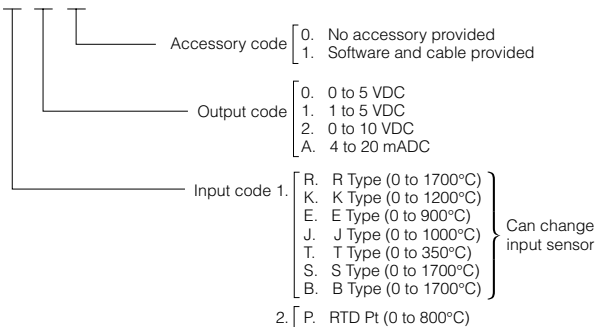 Accessory code
0. No accessory provided
1. Software and cable provided
Output code
0. 0 to 5 VDC
1. 1 to 5 VDC
2. 0 to 10 VDC
A. 4 to 20 mADC
Input code 1.
R. R Type (0 to 1700°C)
K. K Type (0 to 1200°C)
E. E Type (0 to 900°C)
J. J Type (0 to 1000°C)
T. T Type (0 to 350°C)
S. S Type (0 to 1700°C)
B. B Type (0 to 1700°C)
Can change
input sensor
2. P. RTD Pt (0 to 800°C)